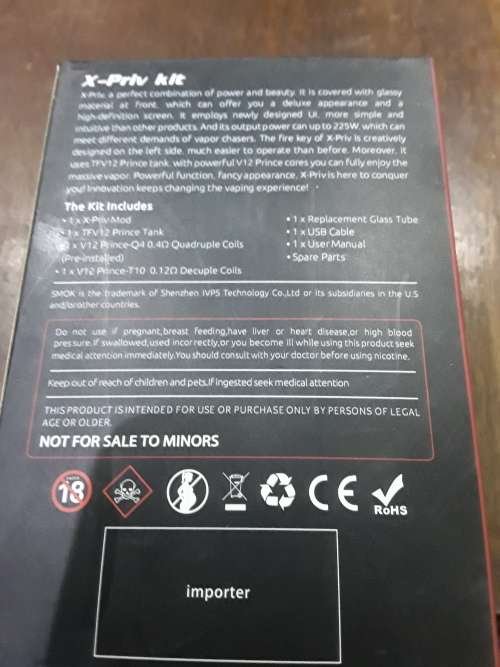 X-Priv kit
X-Priv, a perfect combination of power and beauty. It is covered with glassy
material at front, which can offer you a deluxe appearance and a
high-definition screen. It employs newly designed UI, more simple and
intuitive than other products. And its output power can up to 225W, which can
meet different demands of vapor chasers. The fire key of X-Priv is creatively
designed on the left side, much easier to operate than before. Moreover, it
uses TFV12 Prince tank, with powerful V12 Prince cores you can fully enjoy the
massive vapor. Powerful function, fancy appearance, X-Priv is here to conquer
you! Innovation keeps changing the vaping experience!
The Kit Includes
• 1 x X-Priv Mod
• 1 x TFV12 Prince Tank
• 1 x V12 Prince-Q4 0.4Ω Quadruple Coils
(Pre-installed)
• 1 x V12 Prince-T10 0.12Ω Decuple Coils
• 1 x Replacement Glass Tube
• 1 x USB Cable
• 1 x User Manual
• Spare Parts
SMOK is the trademark of Shenzhen IVPS Technology Co.,Ltd or its subsidiaries in the U.S
and/or other countries.
Do not use if pregnant,breast feeding,have liver or heart disease,or high blood
pressure.If swallowed,used incorrectly,or you become ill while using this product seek
medical attention immediately.You should consult with your doctor before using nicotine.
Keep out of reach of children and pets.If ingested seek medical attention
THIS PRODUCT IS INTENDED FOR USE OR PURCHASE ONLY BY PERSONS OF LEGAL
AGE OR OLDER.
NOT FOR SALE TO MINORS
18
CE
RoHS
importer